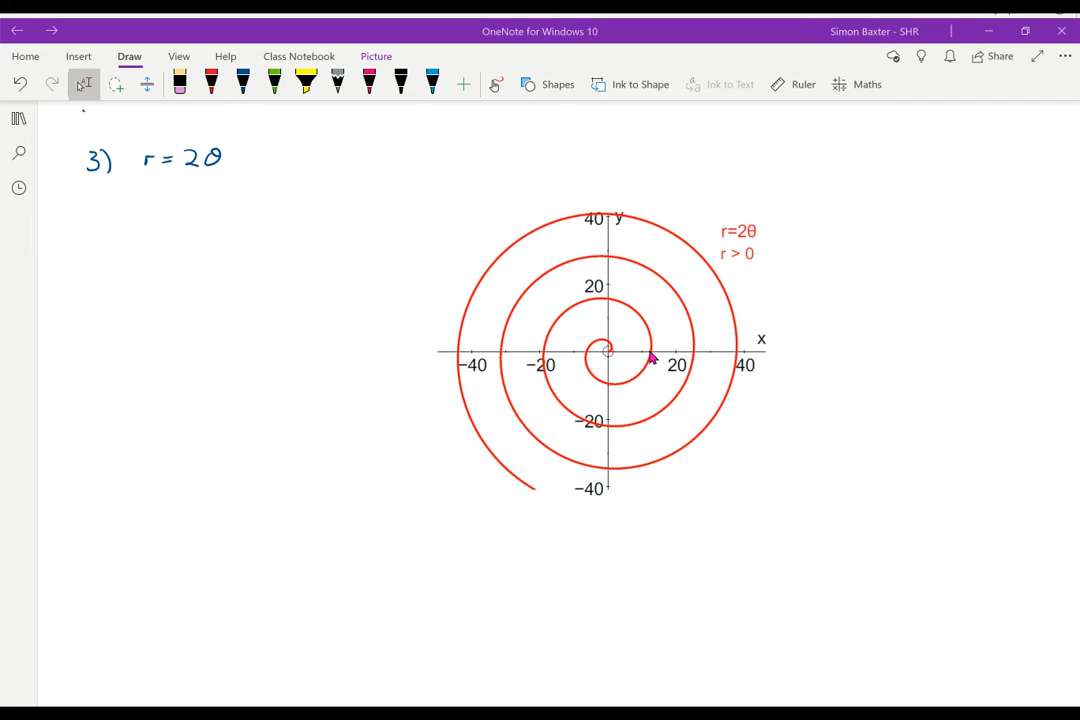 OneNote for Windows 10
Simon Baxter - SHR
Home Insert Draw View Help Class Notebook Picture
Share
Shapes Ink to Shape Ink to Text Ruler Maths
3) r = 2θ
40 y
r=2θ
r > 0
20
x
−40 −20 20 40
−20
−40